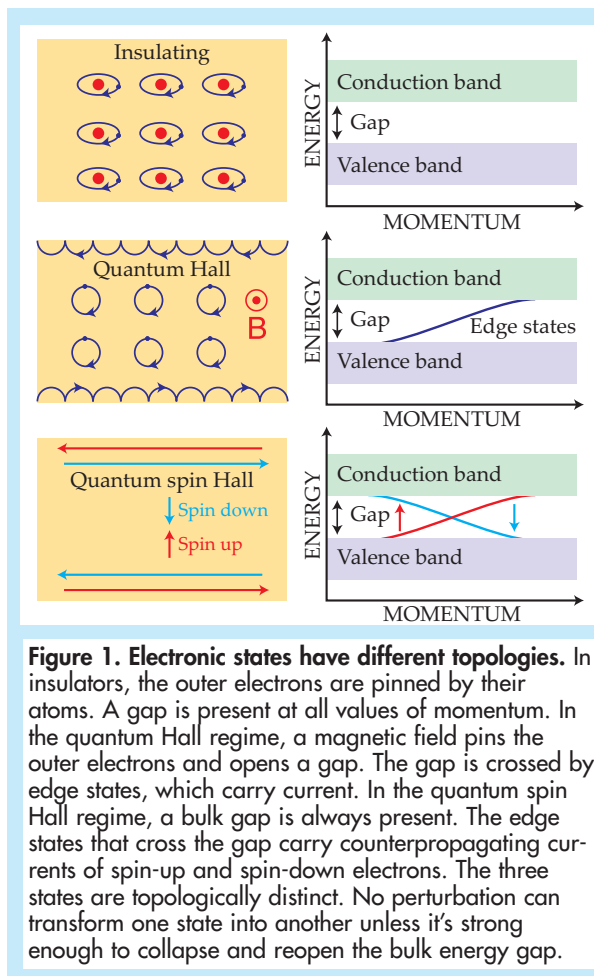 Insulating
ENERGY
Conduction band
Gap
Valence band
MOMENTUM
Quantum Hall
B
ENERGY
Conduction band
Gap
Edge states
Valence band
MOMENTUM
Quantum spin Hall
Spin down
Spin up
ENERGY
Conduction band
Gap
Valence band
MOMENTUM
Figure 1. Electronic states have different topologies. In
insulators, the outer electrons are pinned by their
atoms. A gap is present at all values of momentum. In
the quantum Hall regime, a magnetic field pins the
outer electrons and opens a gap. The gap is crossed by
edge states, which carry current. In the quantum spin
Hall regime, a bulk gap is always present. The edge
states that cross the gap carry counterpropagating cur-
rents of spin-up and spin-down electrons. The three
states are topologically distinct. No perturbation can
transform one state into another unless it's strong
enough to collapse and reopen the bulk energy gap.